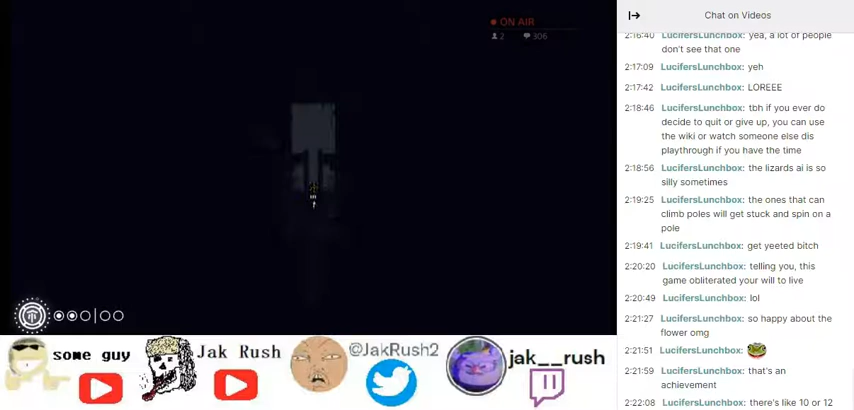 ON AIR
2 306
some guy
Jak Rush
@JakRush2
jak__rush
Chat on Videos
2:16:40 LucifersLunchbox: yea, a lot of people
don't see that one
2:17:09 LucifersLunchbox: yeh
2:17:42 LucifersLunchbox: LOREEE
2:18:46 LucifersLunchbox: tbh if you ever do
decide to quit or give up, you can use
the wiki or watch someone else dis
playthrough if you have the time
2:18:56 LucifersLunchbox: the lizards ai is so
silly sometimes
2:19:25 LucifersLunchbox: the ones that can
climb poles will get stuck and spin on a
pole
2:19:41 LucifersLunchbox: get yeeted bitch
2:20:20 LucifersLunchbox: telling you, this
game obliterated your will to live
2:20:49 LucifersLunchbox: lol
2:21:27 LucifersLunchbox: so happy about the
flower omg
2:21:51 LucifersLunchbox:
2:21:59 LucifersLunchbox: that's an
achievement
2:22:08 LucifersLunchbox: there's like 10 or 12